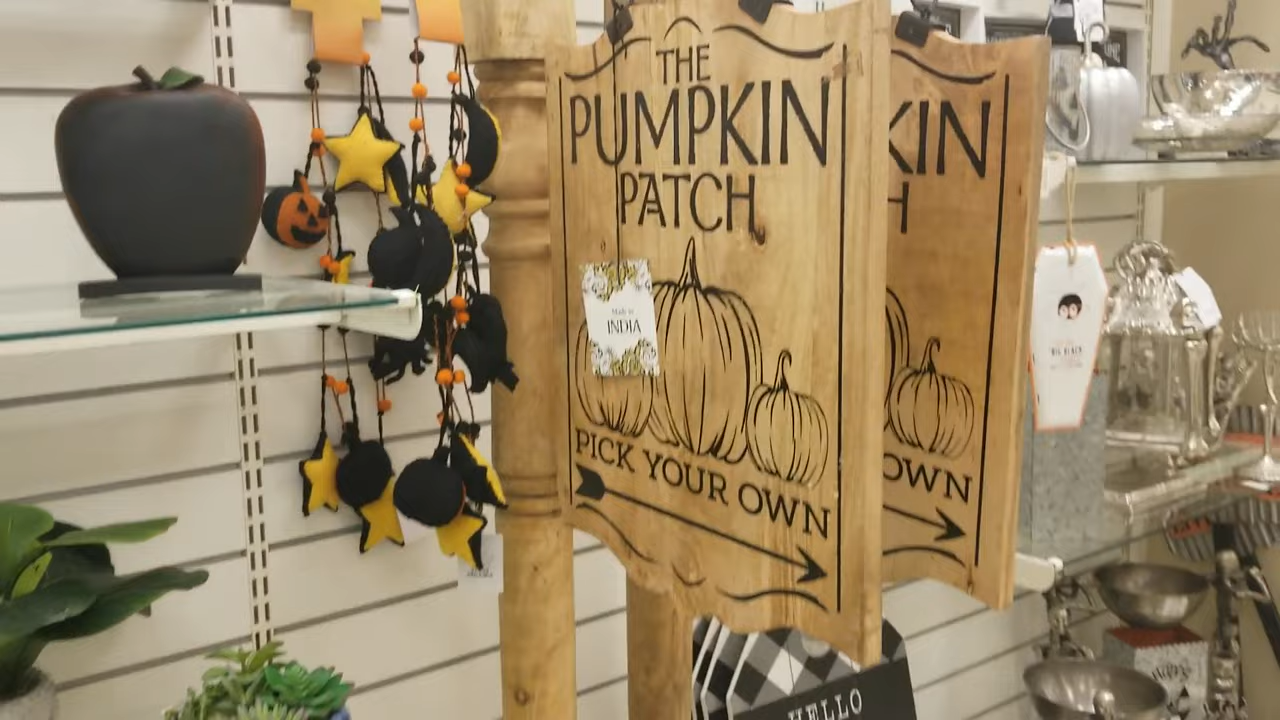 THE
PUMPKIN
PATCH
Made in
INDIA
PICK YOUR OWN
KIN
H
OWN
HELLO